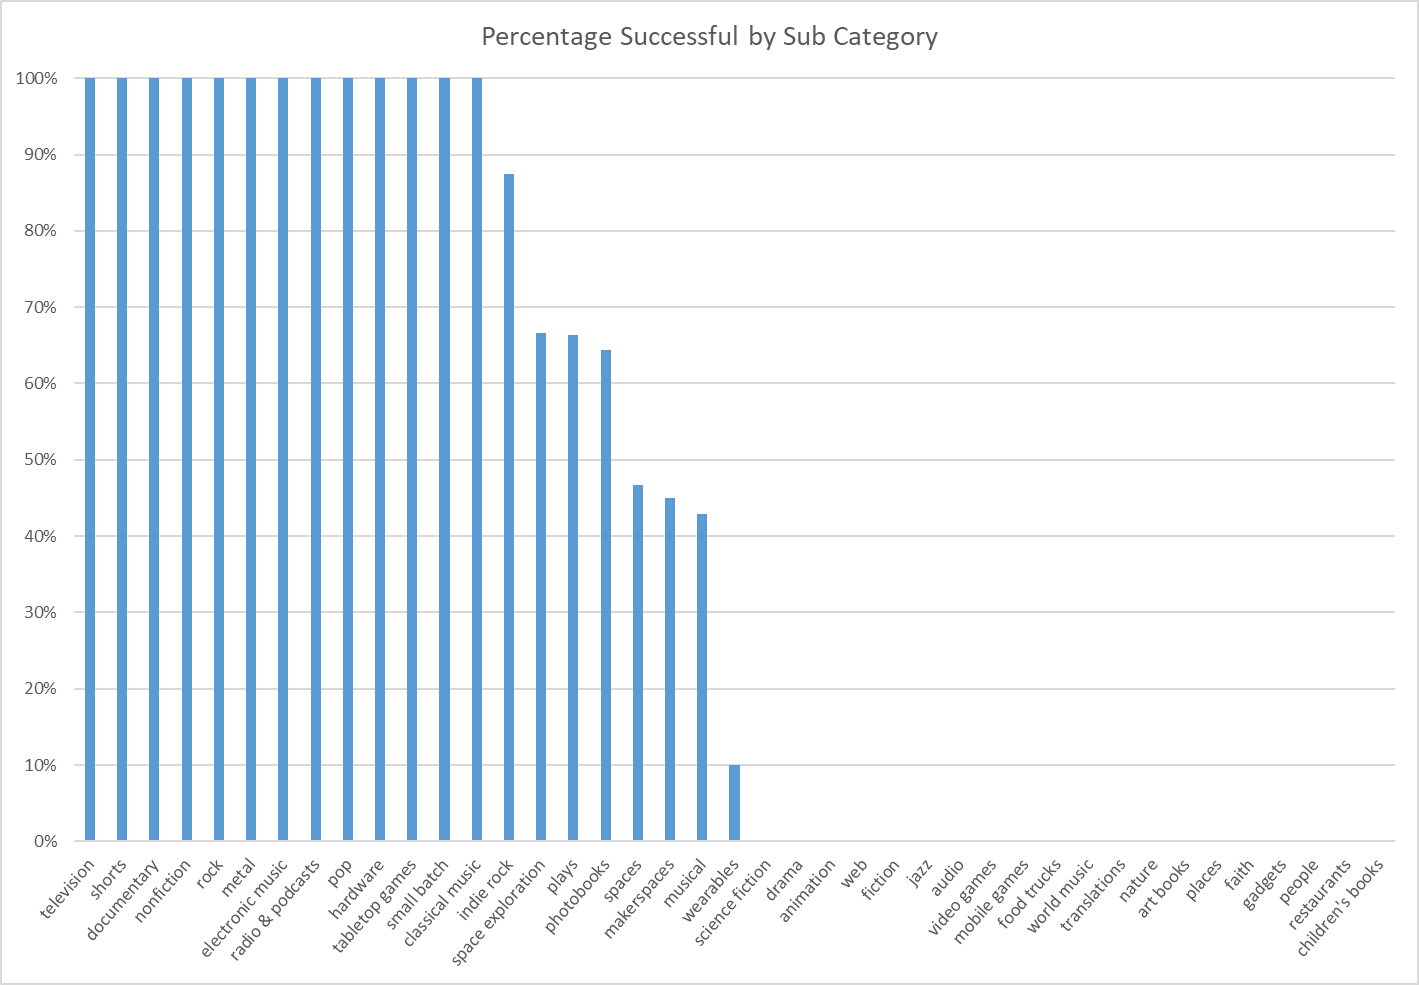 Percentage Successful by Sub Category
100%
90%
80%
70%
60%
50%
40%
30%
20%
10%
0%
television
shorts
documentary
nonfiction
rock
metal
electronic music
radio & podcasts
pop
hardware
tabletop games
small batch
classical music
indie rock
space exploration
plays
photobooks
spaces
makerspaces
musical
wearables
science fiction
drama
animation
web
fiction
jazz
audio
video games
mobile games
food trucks
world music
translations
nature
art books
places
faith
gadgets
people
restaurants
children's books